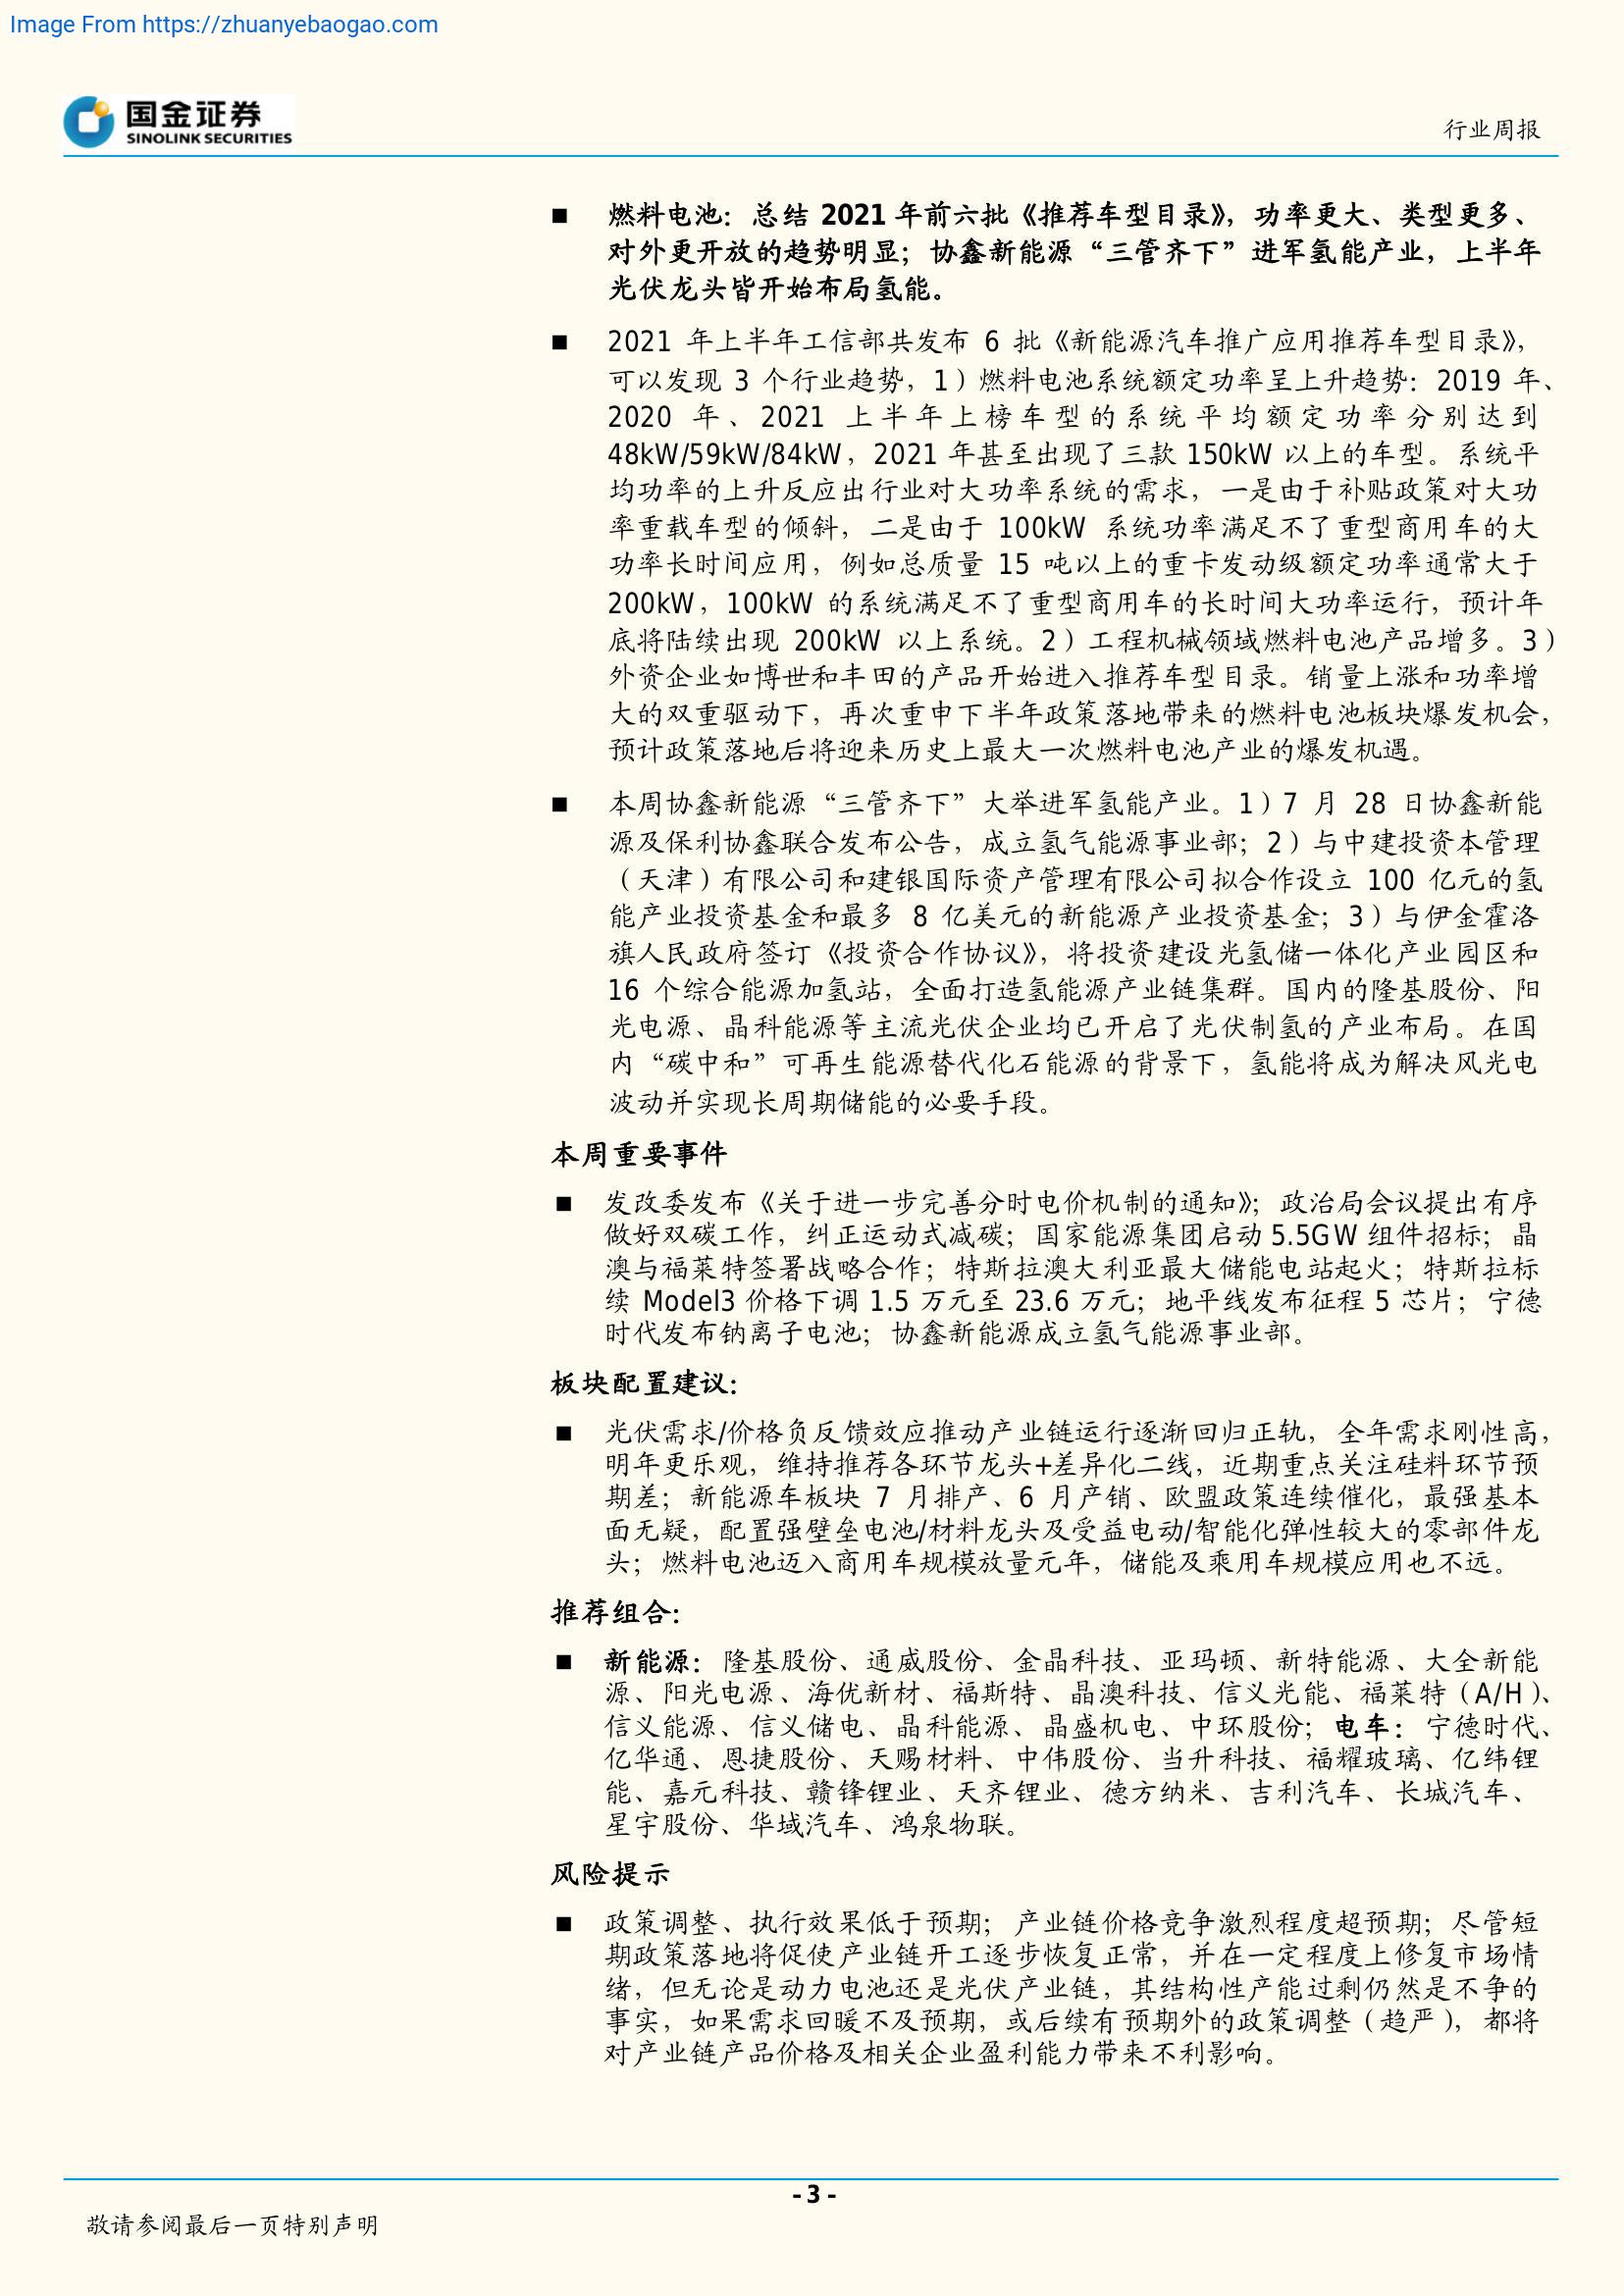 Image From https://zhuanyebaogao.com
国金证券
SINOLINK SECURITIES
行业周报
■ 燃料电池：总结 2021 年前六批《推荐车型目录》，功率更大、类型更多、
对外更开放的趋势明显；协鑫新能源“三管齐下”进军氢能产业，上半年
光伏龙头皆开始布局氢能。
■ 2021 年上半年工信部共发布 6 批《新能源汽车推广应用推荐车型目录》，
可以发现 3 个行业趋势，1）燃料电池系统额定功率呈上升趋势：2019 年、
2020 年、2021 上半年上榜车型的系统平均额定功率分别达到
48kW/59kW/84kW，2021 年甚至出现了三款 150kW 以上的车型。系统平
均功率的上升反应出行业对大功率系统的需求，一是由于补贴政策对大功
率重载车型的倾斜，二是由于 100kW 系统功率满足不了重型商用车的大
功率长时间应用，例如总质量 15 吨以上的重卡发动级额定功率通常大于
200kW，100kW 的系统满足不了重型商用车的长时间大功率运行，预计年
底将陆续出现 200kW 以上系统。2）工程机械领域燃料电池产品增多。3）
外资企业如博世和丰田的产品开始进入推荐车型目录。销量上涨和功率增
大的双重驱动下，再次重申下半年政策落地带来的燃料电池板块爆发机会，
预计政策落地后将迎来历史上最大一次燃料电池产业的爆发机遇。
■ 本周协鑫新能源“三管齐下”大举进军氢能产业。1）7 月 28 日协鑫新能
源及保利协鑫联合发布公告，成立氢气能源事业部；2）与中建投资本管理
（天津）有限公司和建银国际资产管理有限公司拟合作设立 100 亿元的氢
能产业投资基金和最多 8 亿美元的新能源产业投资基金；3）与伊金霍洛
旗人民政府签订《投资合作协议》，将投资建设光氢储一体化产业园区和
16 个综合能源加氢站，全面打造氢能源产业链集群。国内的隆基股份、阳
光电源、晶科能源等主流光伏企业均已开启了光伏制氢的产业布局。在国
内“碳中和”可再生能源替代化石能源的背景下，氢能将成为解决风光电
波动并实现长周期储能的必要手段。
本周重要事件
■ 发改委发布《关于进一步完善分时电价机制的通知》；政治局会议提出有序
做好双碳工作，纠正运动式减碳；国家能源集团启动 5.5GW 组件招标；晶
澳与福莱特签署战略合作；特斯拉澳大利亚最大储能电站起火；特斯拉标
续 Model3 价格下调 1.5 万元至 23.6 万元；地平线发布征程 5 芯片；宁德
时代发布钠离子电池；协鑫新能源成立氢气能源事业部。
板块配置建议：
■ 光伏需求/价格负反馈效应推动产业链运行逐渐回归正轨，全年需求刚性高，
明年更乐观，维持推荐各环节龙头+差异化二线，近期重点关注硅料环节预
期差；新能源车板块 7 月排产、6 月产销、欧盟政策连续催化，最强基本
面无疑，配置强壁垒电池/材料龙头及受益电动/智能化弹性较大的零部件龙
头；燃料电池迈入商用车规模放量元年，储能及乘用车规模应用也不远。
推荐组合：
■ 新能源：隆基股份、通威股份、金晶科技、亚玛顿、新特能源、大全新能
源、阳光电源、海优新材、福斯特、晶澳科技、信义光能、福莱特（A/H）、
信义能源、信义储电、晶科能源、晶盛机电、中环股份；电车：宁德时代、
亿华通、恩捷股份、天赐材料、中伟股份、当升科技、福耀玻璃、亿纬锂
能、嘉元科技、赣锋锂业、天齐锂业、德方纳米、吉利汽车、长城汽车、
星宇股份、华域汽车、鸿泉物联。
风险提示
■ 政策调整、执行效果低于预期；产业链价格竞争激烈程度超预期；尽管短
期政策落地将促使产业链开工逐步恢复正常，并在一定程度上修复市场情
绪，但无论是动力电池还是光伏产业链，其结构性产能过剩仍然是不争的
事实，如果需求回暖不及预期，或后续有预期外的政策调整（趋严），都将
对产业链产品价格及相关企业盈利能力带来不利影响。
- 3 -
敬请参阅最后一页特别声明